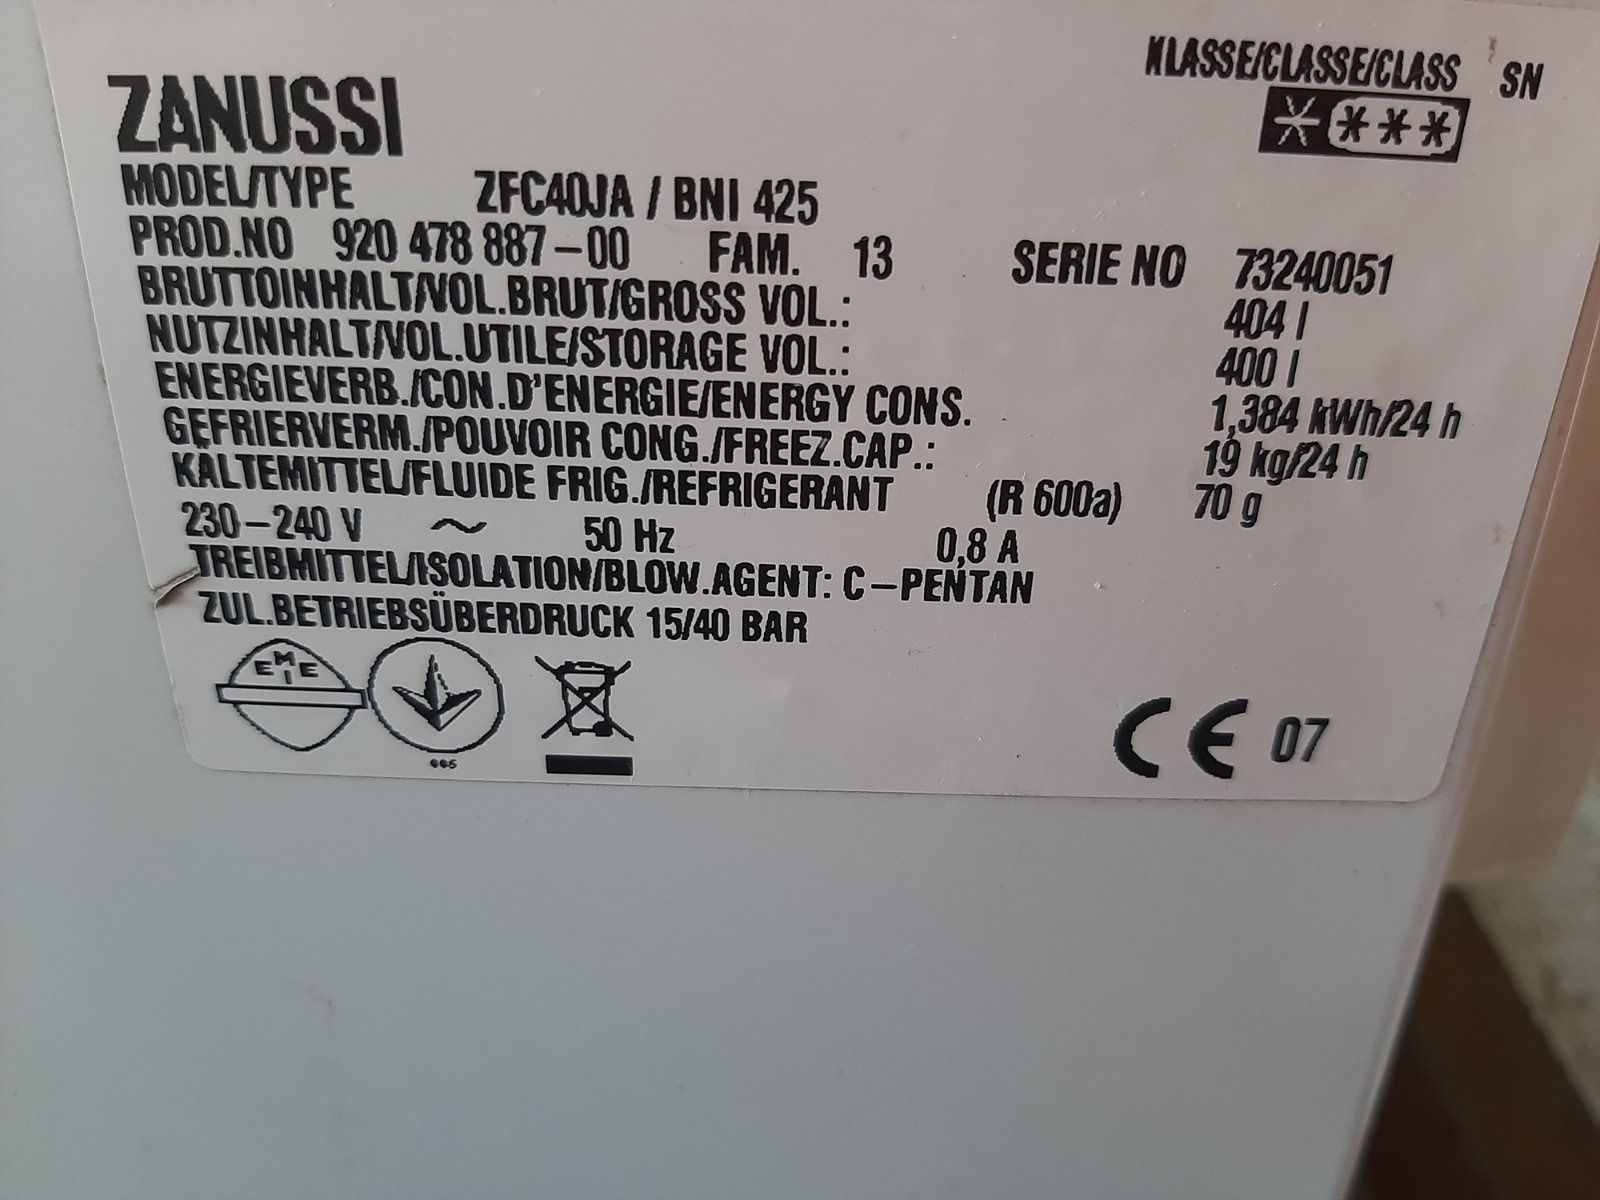 KLASSE/CLASSE/CLASS SN
ZANUSSI
MODEL/TYPE ZFC40JA / BNI 425
PROD.NO 920 478 887-00 FAM. 13 SERIE NO 73240051
BRUTTOINHALT/VOL.BRUT/GROSS VOL.: 404 l
NUTZINHALT/VOL.UTILE/STORAGE VOL.: 400 l
ENERGIEVERB./CON.D'ENERGIE/ENERGY CONS. 1,384 kWh/24 h
GEFRIERVERM./POUVOIR CONG./FREEZ.CAP.: 19 kg/24 h
KÄLTEMITTEL/FLUIDE FRIG./REFRIGERANT (R 600a) 70 g
230-240 V ~ 50 Hz 0,8 A
TREIBMITTEL/ISOLATION/BLOW.AGENT: C-PENTAN
ZUL.BETRIEBSÜBERDRUCK 15/40 BAR
EMEI
CE 07